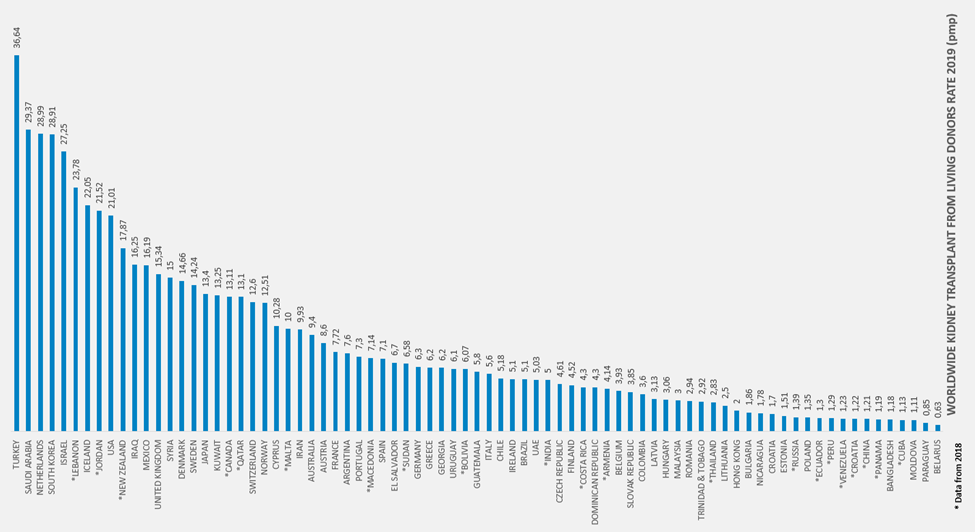 WORLDWIDE KIDNEY TRANSPLANT FROM LIVING DONORS RATE 2019 (pmp)
TURKEY 36,64
SAUDI ARABIA 29,37
NETHERLANDS 28,99
SOUTH KOREA 28,91
ISRAEL 27,25
*LEBANON 23,78
ICELAND 22,05
*JORDAN 21,52
USA 21,01
*NEW ZEALAND 17,87
IRAQ 16,25
MEXICO 16,19
UNITED KINGDOM 15,34
SYRIA 15
DENMARK 14,66
SWEDEN 14,24
JAPAN 13,4
KUWAIT 13,25
*CANADA 13,11
*QATAR 13,1
SWITZERLAND 12,6
NORWAY 12,51
CYPRUS 10,28
*MALTA 10
IRAN 9,93
AUSTRALIA 9,4
AUSTRIA 8,6
FRANCE 7,72
ARGENTINA 7,6
PORTUGAL 7,3
*MACEDONIA 7,14
SPAIN 7,1
EL SALVADOR 6,7
*SUDAN 6,58
GERMANY 6,3
GREECE 6,2
GEORGIA 6,2
URUGUAY 6,1
*BOLIVIA 6,07
GUATEMALA 5,8
ITALY 5,6
CHILE 5,18
IRELAND 5,1
BRAZIL 5,1
UAE 5,03
*INDIA 5
CZECH REPUBLIC 4,61
FINLAND 4,52
*COSTA RICA 4,3
DOMINICAN REPUBLIC 4,3
*ARMENIA 4,14
BELGIUM 3,93
SLOVAK REPUBLIC 3,85
COLOMBIA 3,6
LATVIA 3,13
HUNGARY 3,06
MALAYSIA 3
ROMANIA 2,94
TRINIDAD & TOBAGO 2,92
*THAILAND 2,83
LITHUANIA 2,5
HONG KONG 2
BULGARIA 1,86
NICARAGUA 1,78
CROATIA 1,7
ESTONIA 1,51
*RUSSIA 1,39
POLAND 1,35
*ECUADOR 1,3
*PERU 1,29
*VENEZUELA 1,23
*CROATIA 1,22
*CHINA 1,21
*PANAMA 1,19
BANGLADESH 1,18
*CUBA 1,13
MOLDOVA 1,11
PARAGUAY 0,85
BELARUS 0,63
* Data from 2018